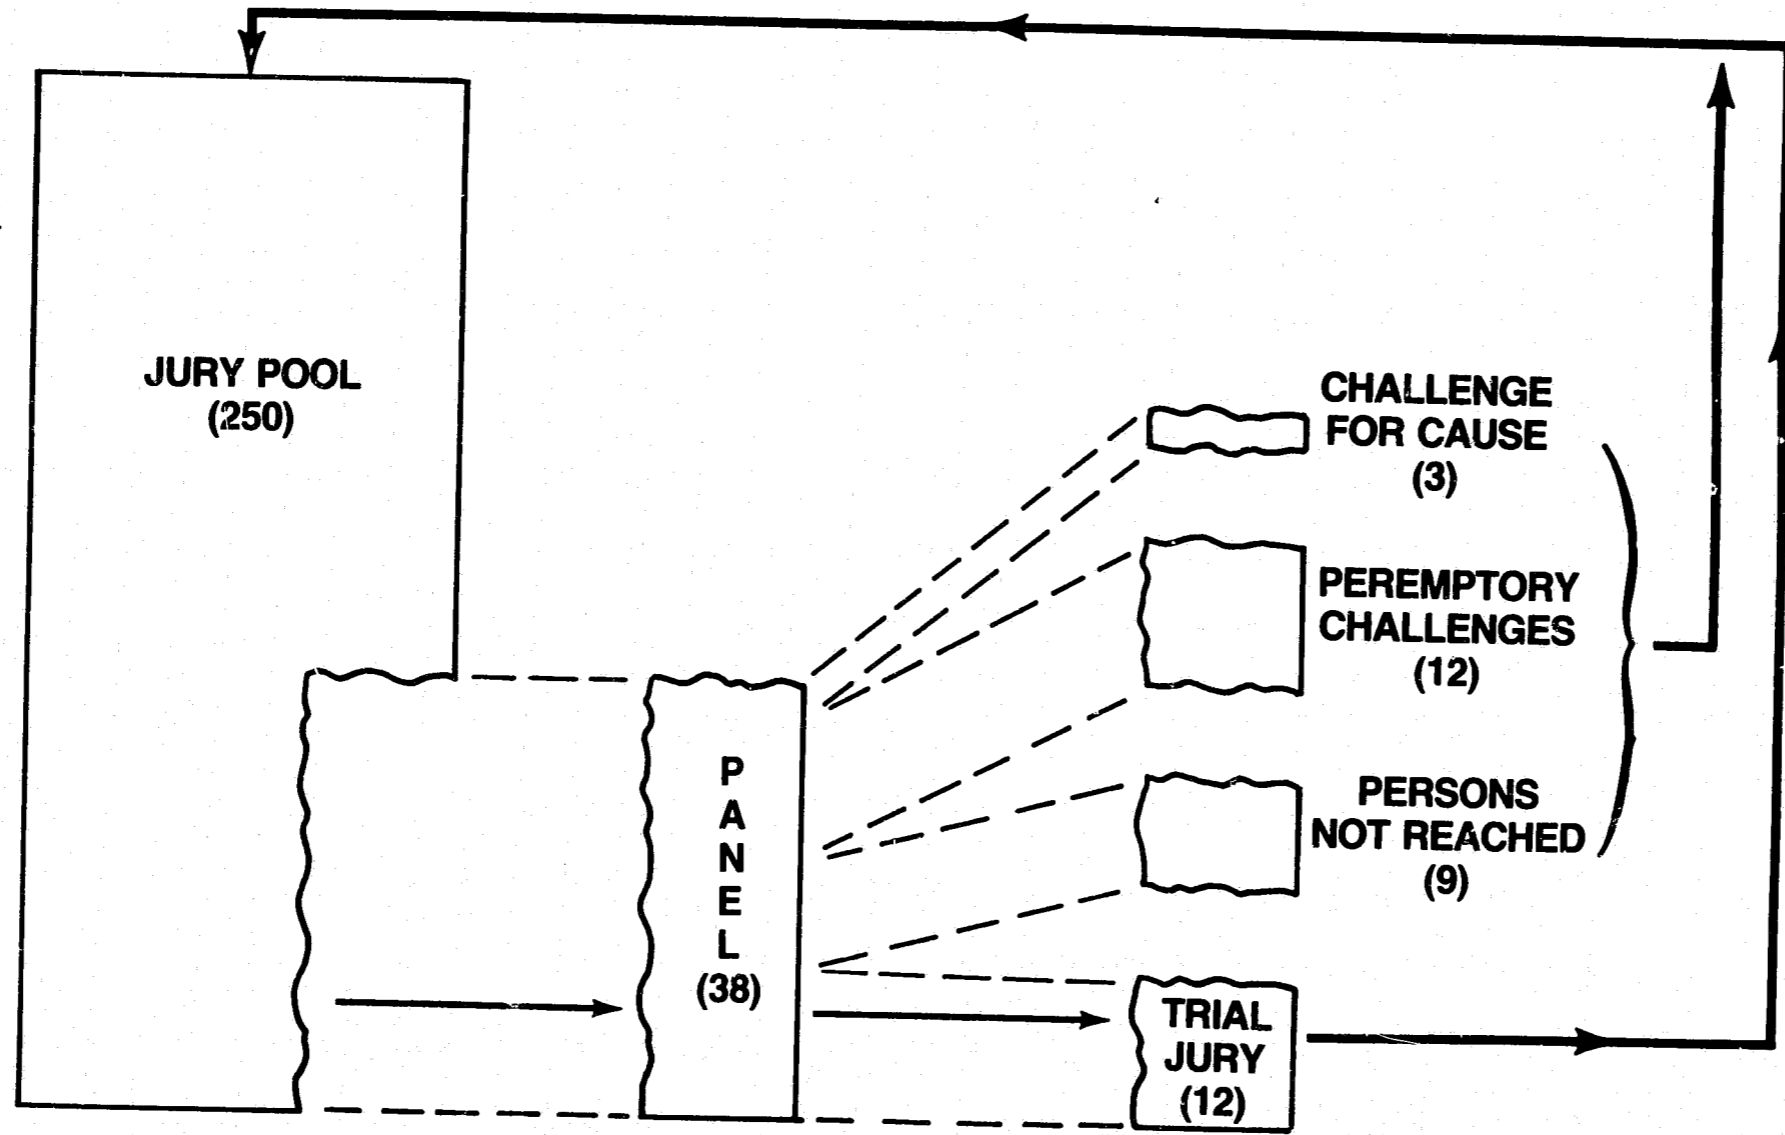 JURY POOL
(250)
CHALLENGE
FOR CAUSE
(3)
PEREMPTORY
CHALLENGES
(12)
PERSONS
NOT REACHED
(9)
P
A
N
E
L
(38)
TRIAL
JURY
(12)